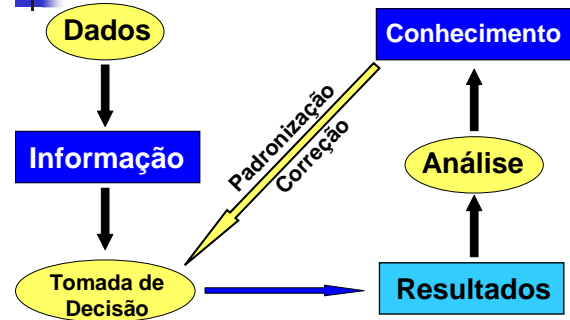 Dados
Informação
Tomada de
Decisão
Resultados
Análise
Conhecimento
Padronização
Correção